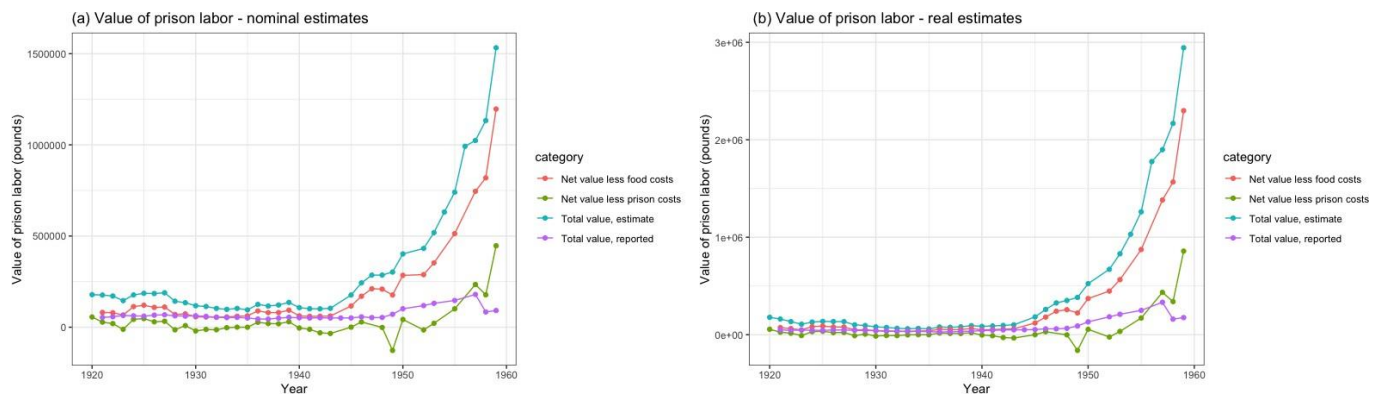 (a) Value of prison labor - nominal estimates
Value of prison labor (pounds)
1500000
1000000
500000
0
1920
1930
1940
1950
1960
Year
category
Net value less food costs
Net value less prison costs
Total value, estimate
Total value, reported
(b) Value of prison labor - real estimates
Value of prison labor (pounds)
3e+06
2e+06
1e+06
0e+00
1920
1930
1940
1950
1960
Year
category
Net value less food costs
Net value less prison costs
Total value, estimate
Total value, reported